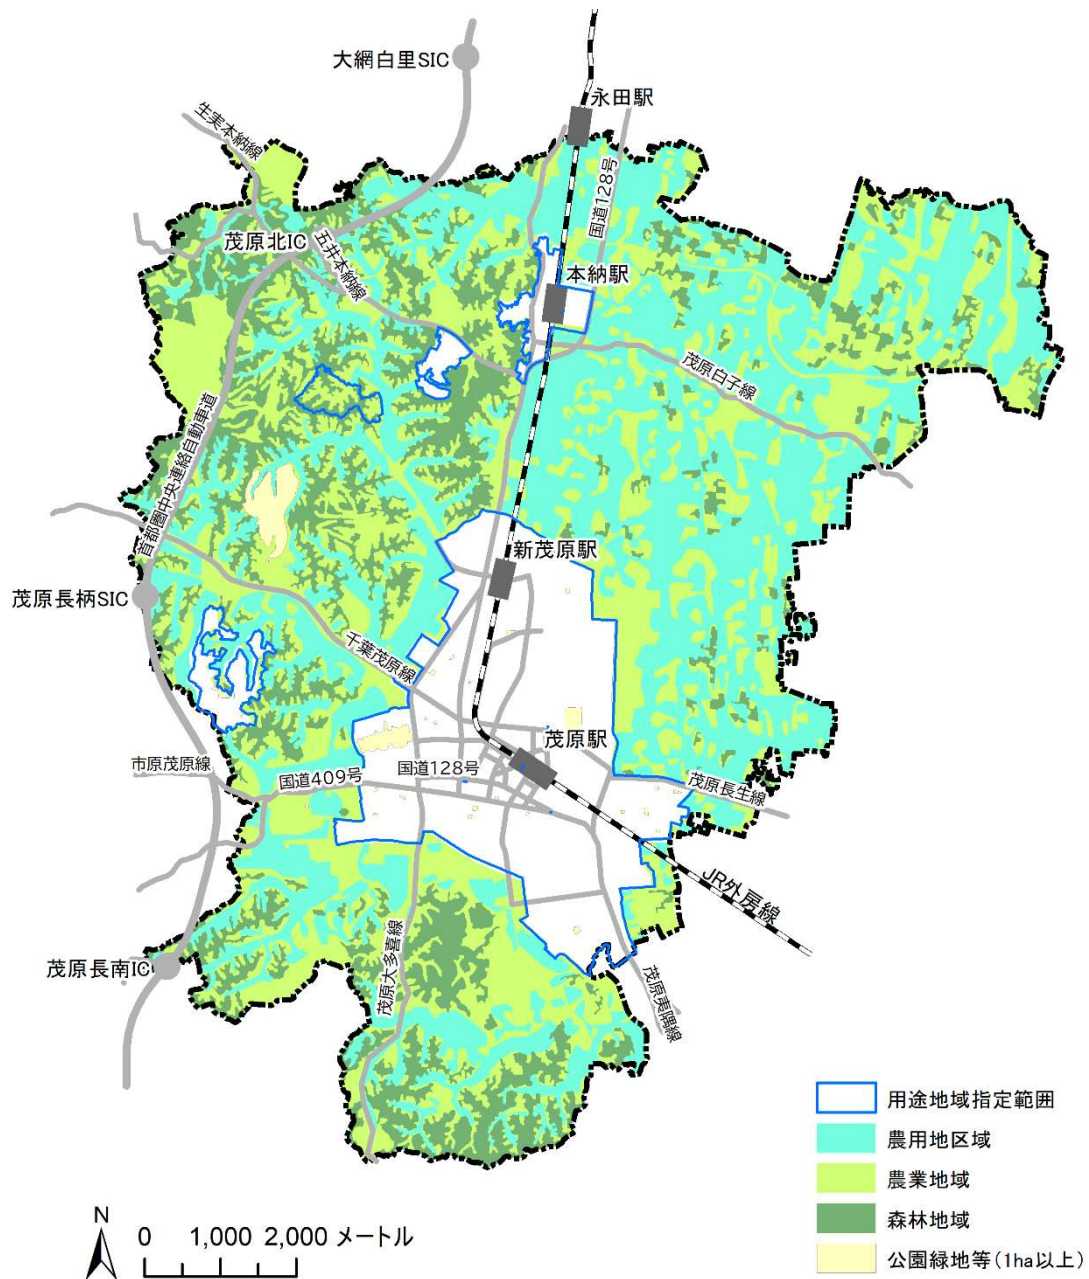 大網白里SIC
永田駅
生実本納線
国道128号
茂原北IC
五井本納線
本納駅
茂原白子線
首都圏中央連絡自動車道
新茂原駅
茂原長柄SIC
千葉茂原線
茂原駅
市原茂原線
国道409号
国道128号
茂原長生線
JR外房線
茂原大多喜線
茂原長南IC
茂原夷隅線
用途地域指定範囲
農用地区域
農業地域
森林地域
公園緑地等(1ha以上)
N
0 1,000 2,000 メートル